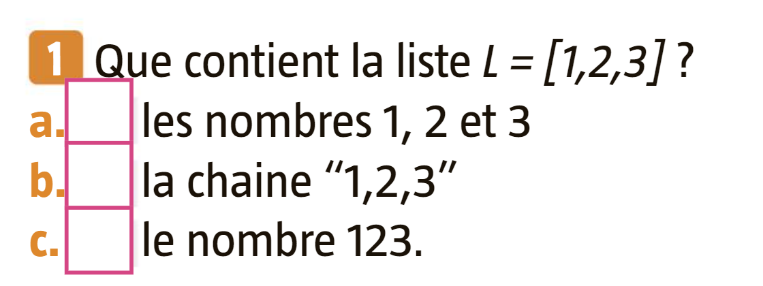 1 Que contient la liste L = [1,2,3] ?
a. les nombres 1, 2 et 3
b. la chaine “1,2,3”
c. le nombre 123.